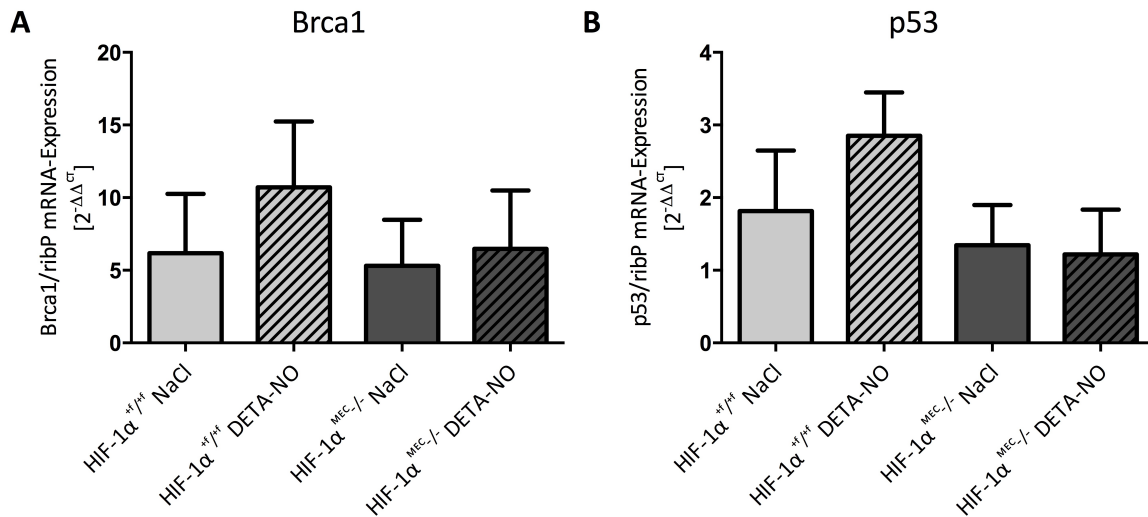 A
Brca1
Brca1/ribP mRNA-Expression
[2^-ΔΔCT]
20
15
10
5
0
HIF-1α^+f/+f NaCl
HIF-1α^+f/+f DETA-NO
HIF-1α^MEC-/- NaCl
HIF-1α^MEC-/- DETA-NO
B
p53
p53/ribP mRNA-Expression
[2^-ΔΔCT]
4
3
2
1
0
HIF-1α^+f/+f NaCl
HIF-1α^+f/+f DETA-NO
HIF-1α^MEC-/- NaCl
HIF-1α^MEC-/- DETA-NO